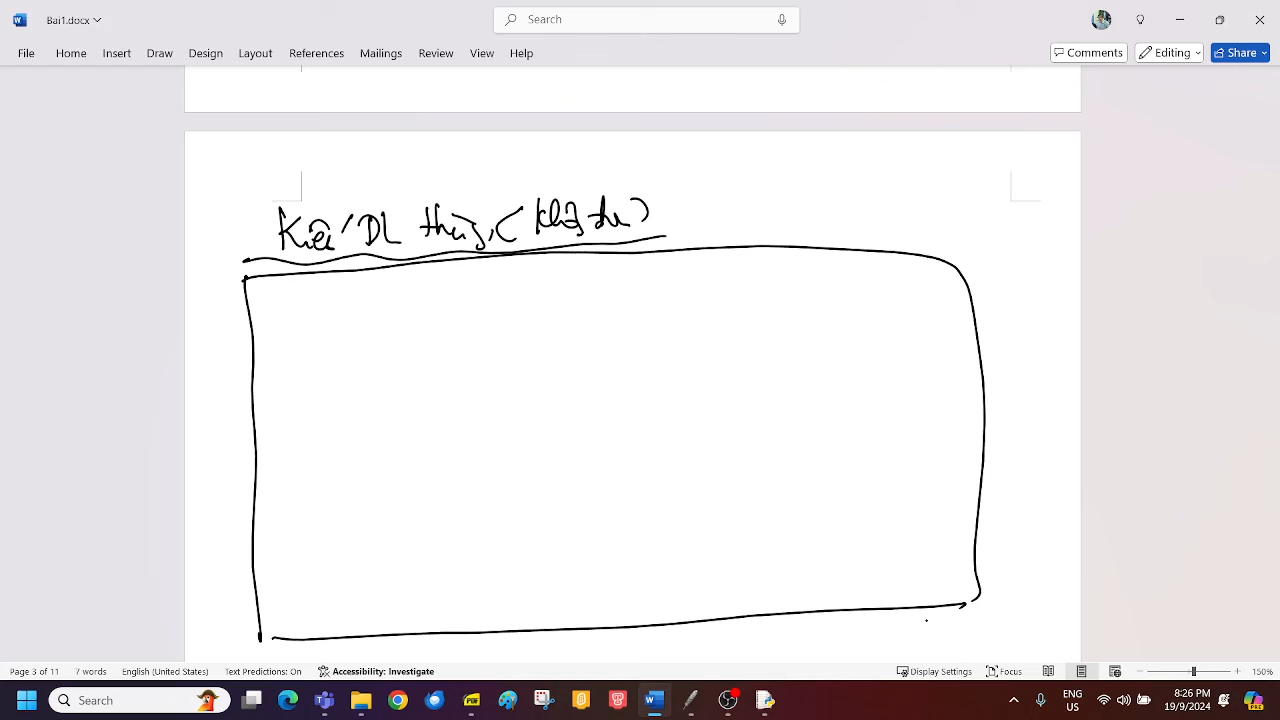 Bai1.docx
Search
File Home Insert Draw Design Layout References Mailings Review View Help
Comments Editing Share
Kiểu DL
Page 3 of 11 7 words English (United States) Text Predictions: On Accessibility: Investigate
Display Settings Focus 150%
Search
ENG
US
8:26 PM
19/9/2024